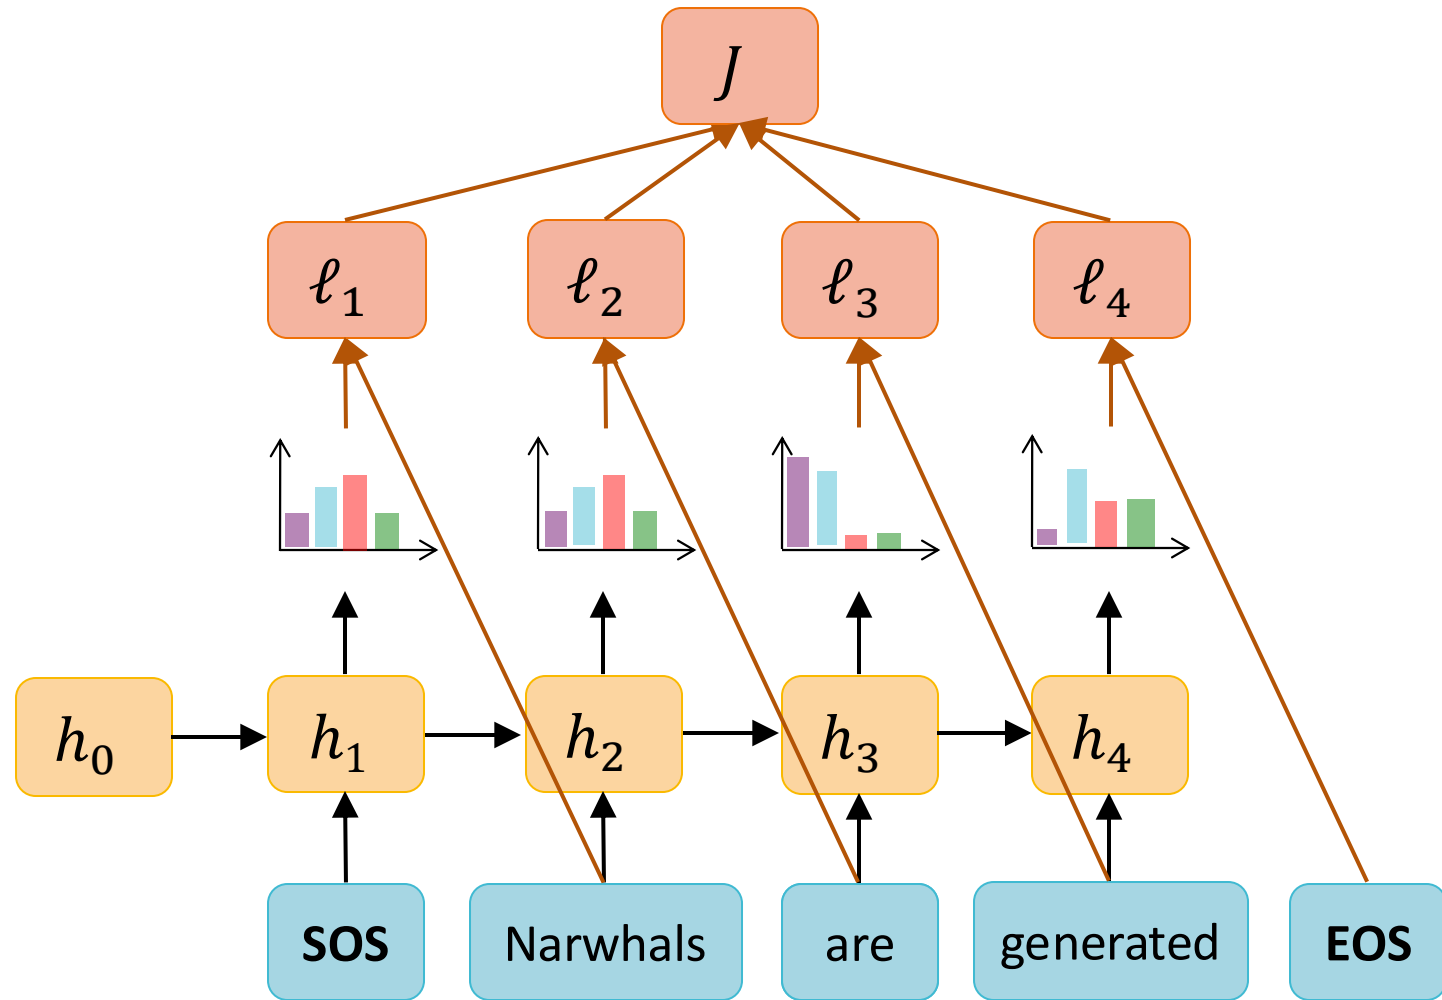 J
ℓ₁ ℓ₂ ℓ₃ ℓ₄
h₀ h₁ h₂ h₃ h₄
SOS Narwhals are generated EOS